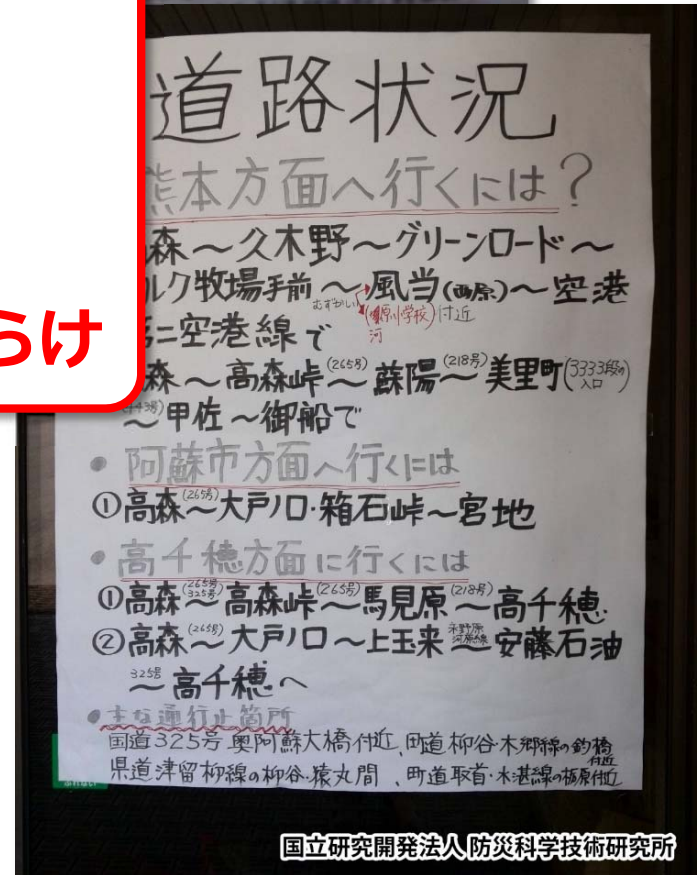 らけ
道路状況
熊本方面へ行くには？
森～久木野～グリーンロード～
ルク牧場手前～風当(西原)～空港
むずかしい
(河原小学校)付近
河
第二空港線で
森～高森峠～(265号)蘇陽～(218号)美里町(3333段の入口)
～甲佐～御船で
・阿蘇市方面へ行くには
①高森～(265号)大戸ノ口・箱石峠～宮地
・高千穂方面に行くには
①高森～(265号 325号)高森峠～(265号)馬見原～(218号)高千穂.
②高森～(265号)大戸ノ口～上玉来～安藤石油
325号
～高千穂へ
・主な通行止箇所
国道325号奥阿蘇大橋付近、町道柳谷・木郷線の釣橋付近
県道津留柳線の柳谷・猿丸間、町道取首・水湛線の栃原付近
国立研究開発法人防災科学技術研究所